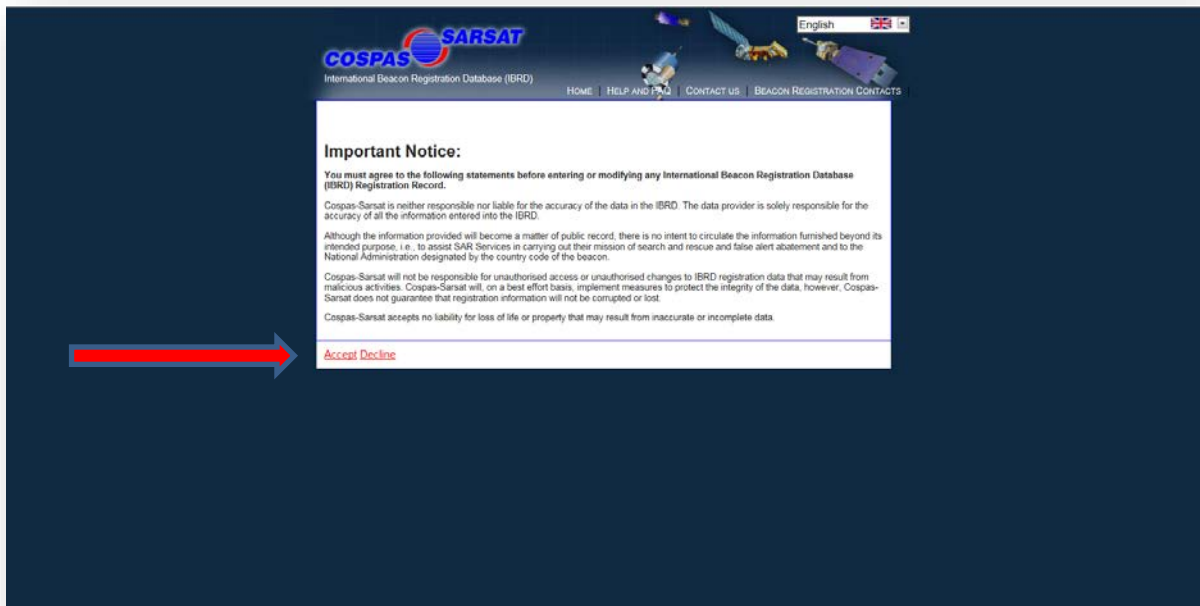 English
SARSAT
COSPAS
International Beacon Registration Database (IBRD)
HOME | HELP AND FAQ | CONTACT US | BEACON REGISTRATION CONTACTS |
Important Notice:
You must agree to the following statements before entering or modifying any International Beacon Registration Database
(IBRD) Registration Record.
Cospas-Sarsat is neither responsible nor liable for the accuracy of the data in the IBRD. The data provider is solely responsible for the
accuracy of all the information entered into the IBRD.
Although the information provided will become a matter of public record, there is no intent to circulate the information furnished beyond its
intended purpose, i.e., to assist SAR Services in carrying out their mission of search and rescue and false alert abatement and to the
National Administration designated by the country code of the beacon.
Cospas-Sarsat will not be responsible for unauthorised access or unauthorised changes to IBRD registration data that may result from
malicious activities. Cospas-Sarsat will, on a best effort basis, implement measures to protect the integrity of the data, however, Cospas-
Sarsat does not guarantee that registration information will not be corrupted or lost.
Cospas-Sarsat accepts no liability for loss of life or property that may result from inaccurate or incomplete data.
Accept Decline